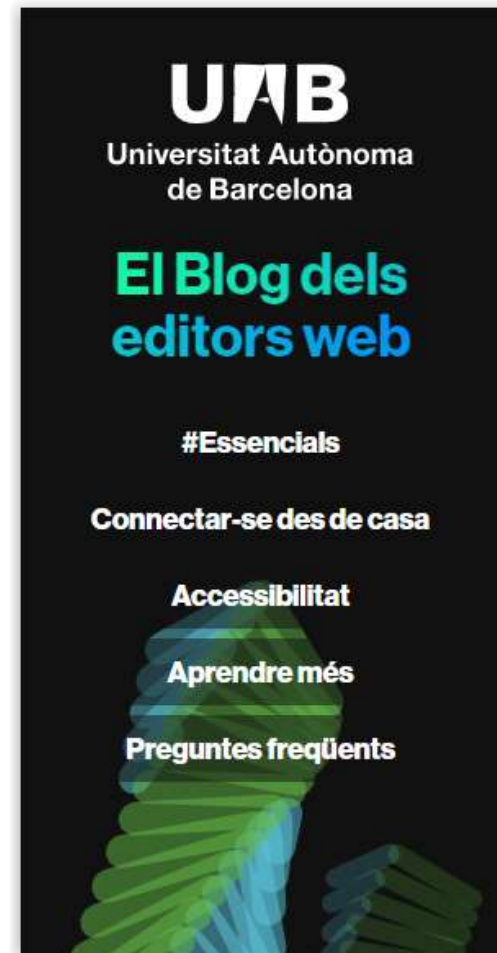 UAB
Universitat Autònoma
de Barcelona
El Blog dels
editors web
#Essencials
Connectar-se des de casa
Accessibilitat
Aprendre més
Preguntes freqüents